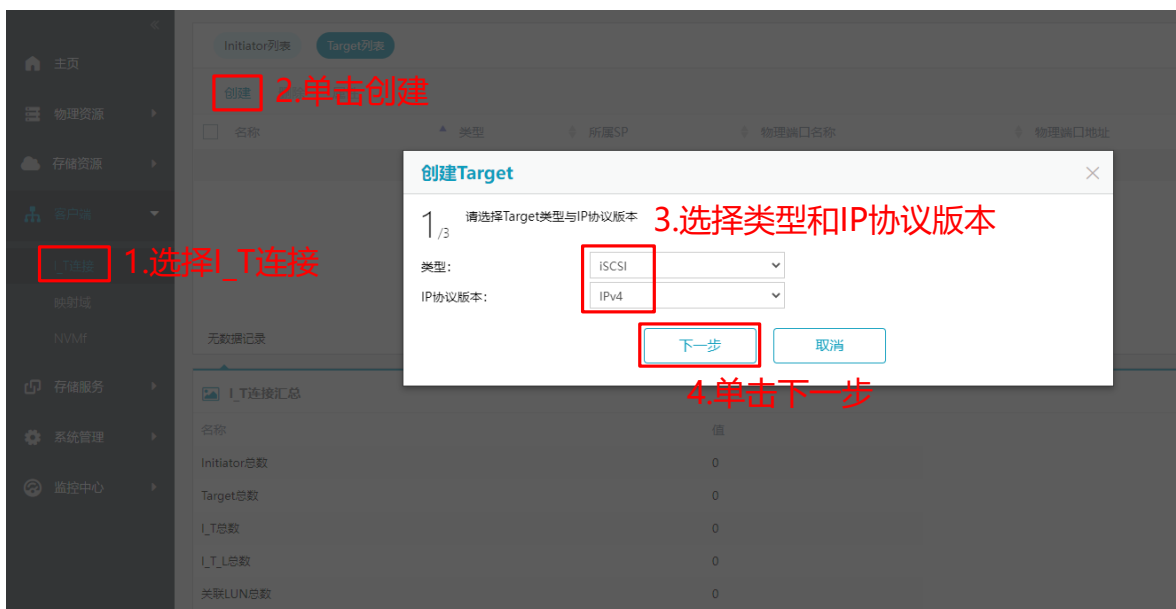 «
Initiator列表 Target列表
主页
创建 2.单击创建
物理资源
名称 类型 所属SP 物理端口名称 物理端口地址
存储资源
创建Target
客户端
1/3 请选择Target类型与IP协议版本 3.选择类型和IP协议版本
I_T连接 1.选择I_T连接
类型: iSCSI
IP协议版本: IPv4
映射域
NVMf
无数据记录
下一步 取消
4.单击下一步
存储服务
I_T连接汇总
名称 值
系统管理
Initiator总数 0
监控中心
Target总数 0
I_T总数 0
I_T_L总数 0
关联LUN总数 0